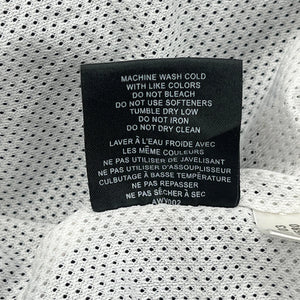 MACHINE WASH COLD
WITH LIKE COLORS
DO NOT BLEACH
DO NOT USE SOFTENERS
TUMBLE DRY LOW
DO NOT IRON
DO NOT DRY CLEAN
LAVER À L'EAU FROIDE AVEC
LES MÊME COULEURS
NE PAS UTILISER DE JAVELISANT
NE PAS UTILISER D'ASSOUPLISSEUR
CULBUTAGE À BASSE TEMPÉRATURE
NE PAS REPASSER
NE PAS SÉCHER À SEC
AWY002